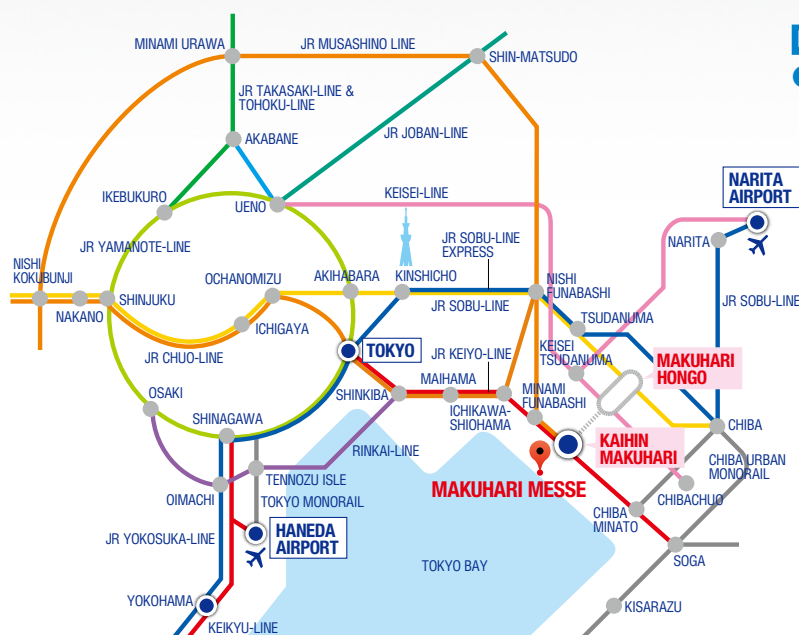 MINAMI URAWA
JR MUSASHINO LINE
SHIN-MATSUDO
JR TAKASAKI-LINE &
TOHOKU-LINE
AKABANE
JR JOBAN-LINE
IKEBUKURO
UENO
KEISEI-LINE
NARITA
AIRPORT
JR YAMANOTE-LINE
JR SOBU-LINE
EXPRESS
NARITA
NISHI
KOKUBUNJI
NAKANO
SHINJUKU
OCHANOMIZU
AKIHABARA
KINSHICHO
NISHI
FUNABASHI
JR SOBU-LINE
JR SOBU-LINE
TSUDANUMA
ICHIGAYA
JR CHUO-LINE
TOKYO
JR KEIYO-LINE
KEISEI
TSUDANUMA
MAKUHARI
HONGO
OSAKI
SHINKIBA
MAIHAMA
ICHIKAWA-
SHIOHAMA
MINAMI
FUNABASHI
SHINAGAWA
RINKAI-LINE
KAIHIN
MAKUHARI
CHIBA
CHIBA URBAN
MONORAIL
OIMACHI
TENNOZU ISLE
TOKYO MONORAIL
MAKUHARI MESSE
CHIBACHUO
CHIBA
MINATO
JR YOKOSUKA-LINE
HANEDA
AIRPORT
TOKYO BAY
SOGA
YOKOHAMA
KISARAZU
KEIKYU-LINE